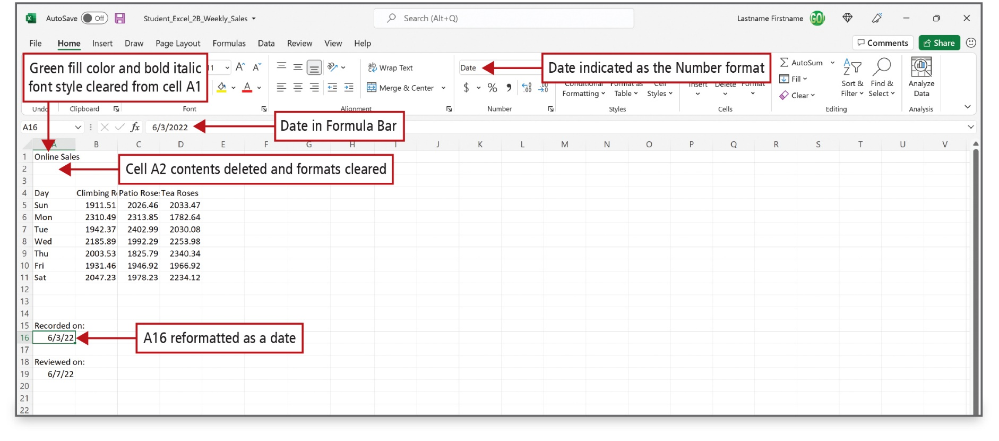 AutoSave Off Student_Excel_2B_Weekly_Sales Search (Alt+Q) Lastname Firstname GO!
File Home Insert Draw Page Layout Formulas Data Review View Help Comments Share
Green fill color and bold italic
font style cleared from cell A1
Wrap Text
Merge & Center
Date
Date indicated as the Number format
$ % ,
Conditional
Formatting
Format as
Table
Cell
Styles
Insert
Delete
Format
AutoSum
Fill
Clear
Sort &
Filter
Find &
Select
Analyze
Data
Undo Clipboard Font Alignment Number Styles Cells Editing Analysis
A16 fx 6/3/2022
Date in Formula Bar
A B C D E F G H I J K L M N O P Q R S T U V
1 Online Sales
2
Cell A2 contents deleted and formats cleared
3
4 Day Climbing Patio Tea Roses
5 Sun 1911.51 2026.46 2033.47
6 Mon 2310.49 2313.85 1782.64
7 Tue 1942.37 2402.99 2030.08
8 Wed 2185.89 1992.29 2253.98
9 Thu 2003.53 1825.79 2340.34
10 Fri 1931.46 1946.92 1966.92
11 Sat 2047.23 1978.23 2234.12
12
13
14
15 Recorded on:
16 6/3/22
A16 reformatted as a date
17
18 Reviewed on:
19 6/7/22
20
21
22